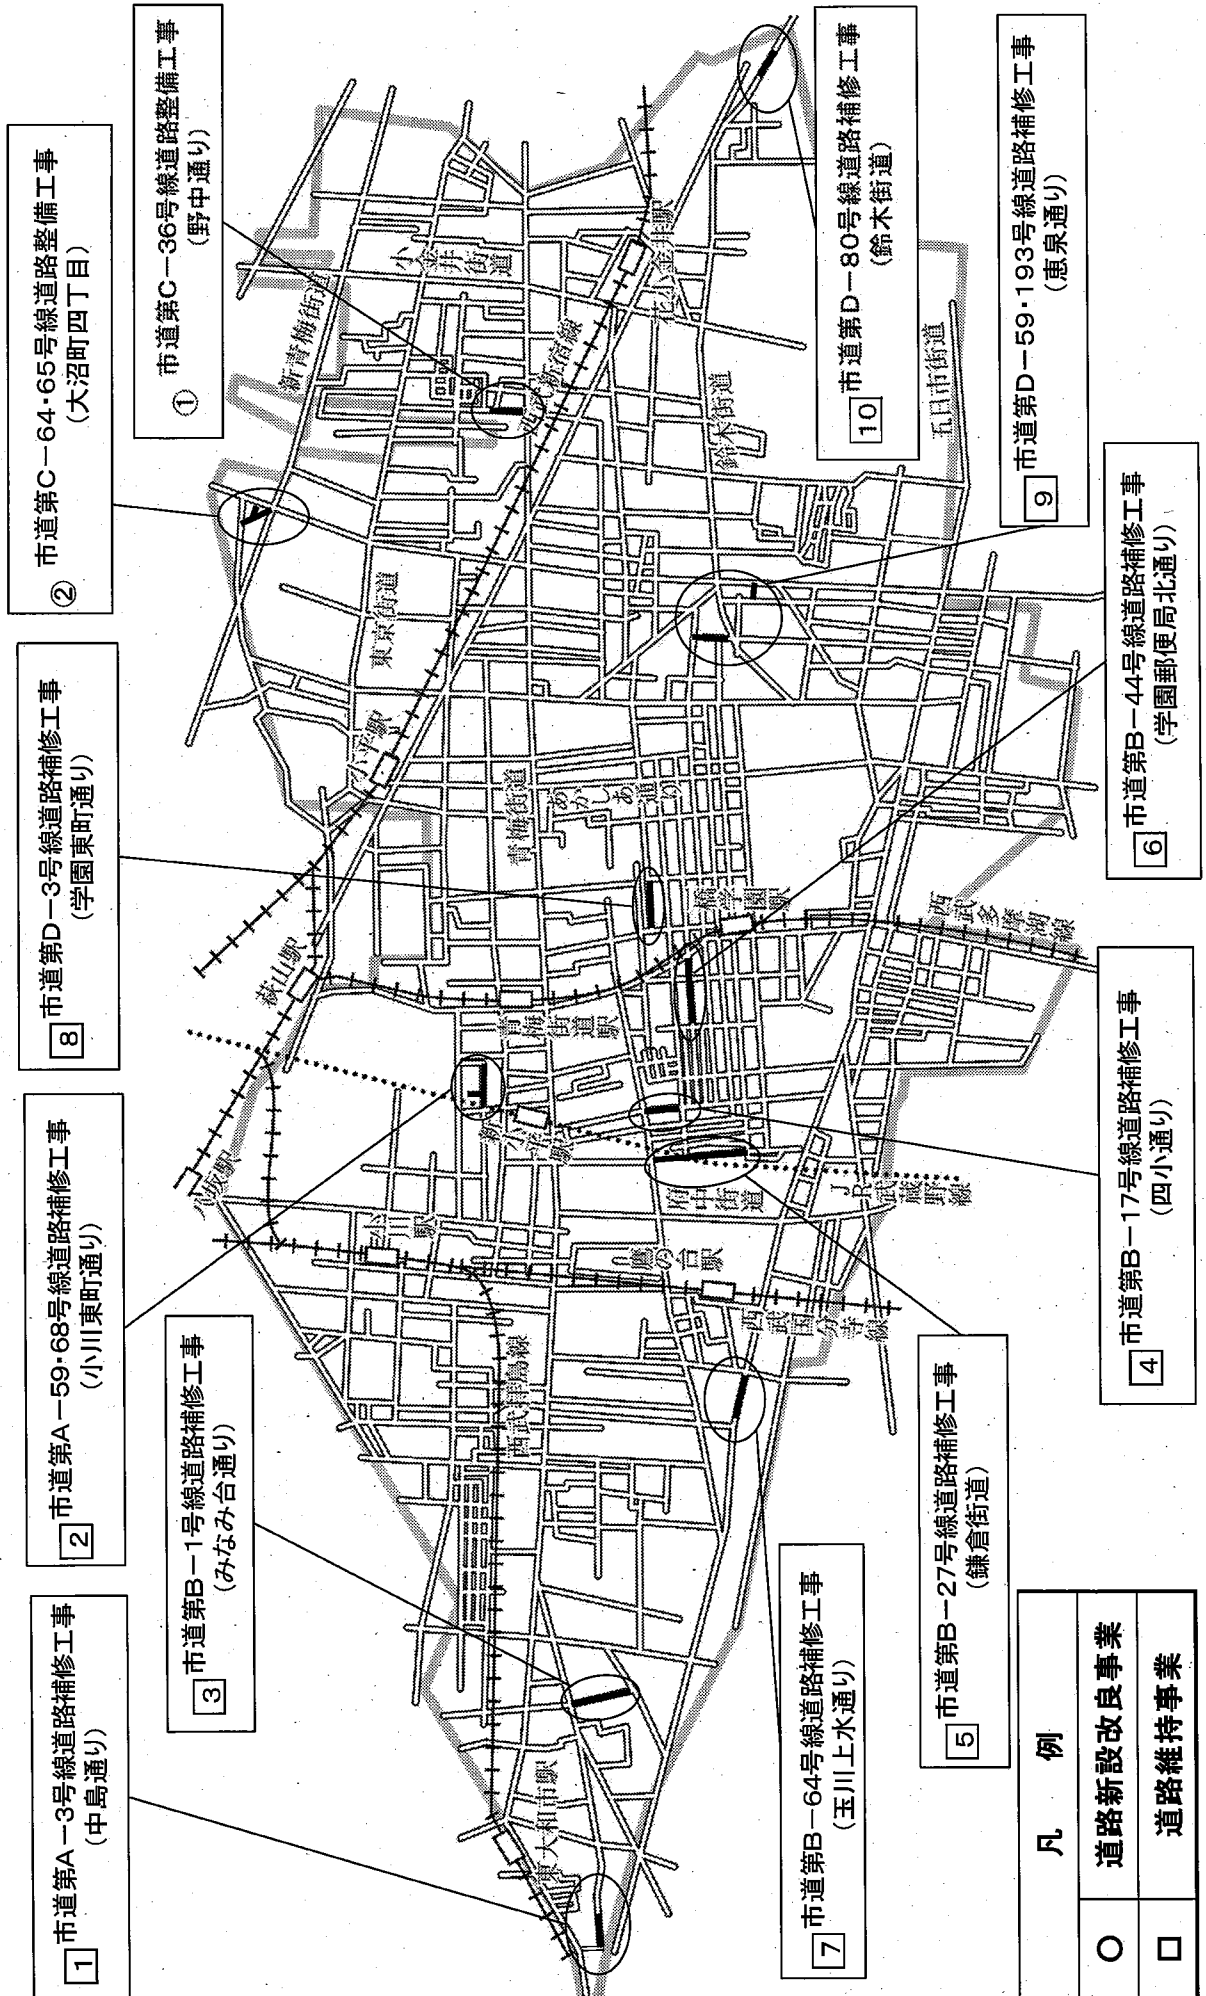 ② 市道第C－64・65号線道路整備工事
(大沼町四丁目)
① 市道第C－36号線道路整備工事
(野中通り)
8 市道第D－3号線道路補修工事
(学園東町通り)
2 市道第A－59・68号線道路補修工事
(小川東町通り)
1 市道第A－3号線道路補修工事
(中島通り)
3 市道第B－1号線道路補修工事
(みなみ台通り)
10 市道第D－80号線道路補修工事
(鈴木街道)
9 市道第D－59・193号線道路補修工事
(恵泉通り)
6 市道第B－44号線道路補修工事
(学園郵便局北通り)
4 市道第B－17号線道路補修工事
(四小通り)
5 市道第B－27号線道路補修工事
(鎌倉街道)
7 市道第B－64号線道路補修工事
(玉川上水通り)
新青梅街道
小金井街道
西武新宿線
花小金井駅
東京街道
鈴木街道
五日市街道
小平駅
青梅街道
あかしあ通り
一橋学園駅
西武多摩湖線
萩山駅
青梅街道駅
新小平駅
八坂駅
小川駅
府中街道
JR武蔵野線
鷹の台駅
西武国分寺線
西武拝島線
東大和市駅
凡 例
○ 道路新設改良事業
□ 道路維持事業